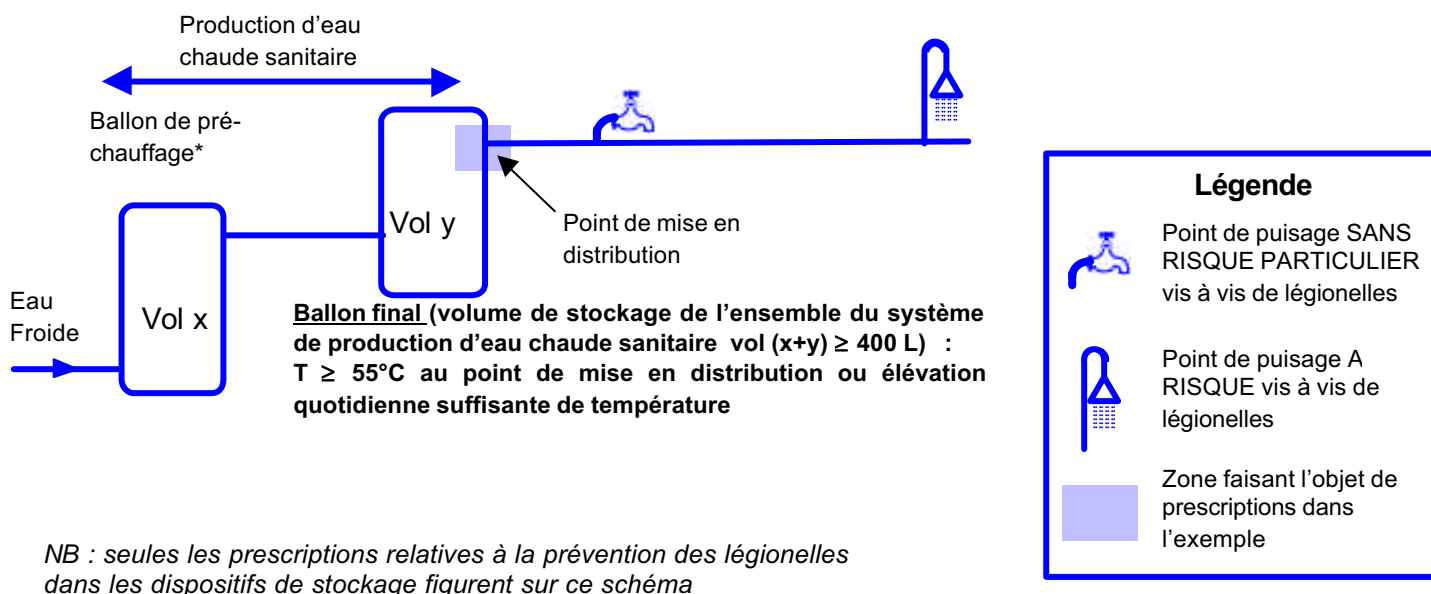 Production d’eau
chaude sanitaire
Ballon de pré-
chauffage*
Vol y
Point de mise en
distribution
Eau
Froide
Vol x
Ballon final (volume de stockage de l’ensemble du système
de production d’eau chaude sanitaire vol (x+y) ≥ 400 L) :
T ≥ 55°C au point de mise en distribution ou élévation
quotidienne suffisante de température
NB : seules les prescriptions relatives à la prévention des légionelles
dans les dispositifs de stockage figurent sur ce schéma
Légende
Point de puisage SANS
RISQUE PARTICULIER
vis à vis de légionelles
Point de puisage A
RISQUE vis à vis de
légionelles
Zone faisant l’objet de
prescriptions dans
l’exemple